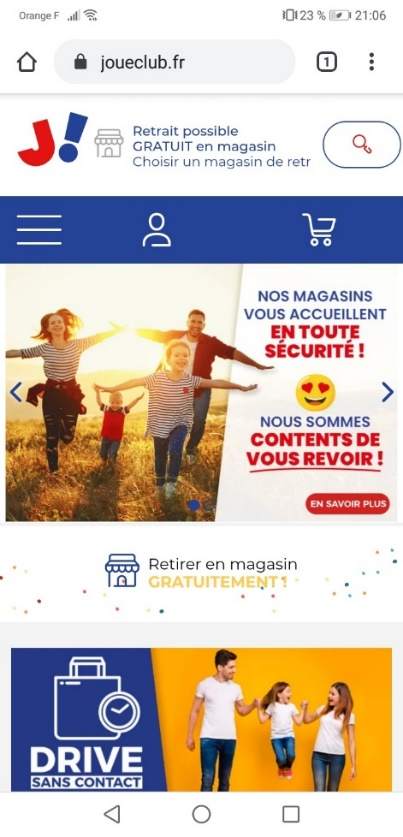 Orange F
23 %
21:06
joueclub.fr
1
J!
Retrait possible
GRATUIT en magasin
Choisir un magasin de retr
NOS MAGASINS
VOUS ACCUEILLENT
EN TOUTE
SÉCURITÉ !
NOUS SOMMES
CONTENTS DE
VOUS REVOIR !
EN SAVOIR PLUS
Retirer en magasin
GRATUITEMENT !
DRIVE
SANS CONTACT